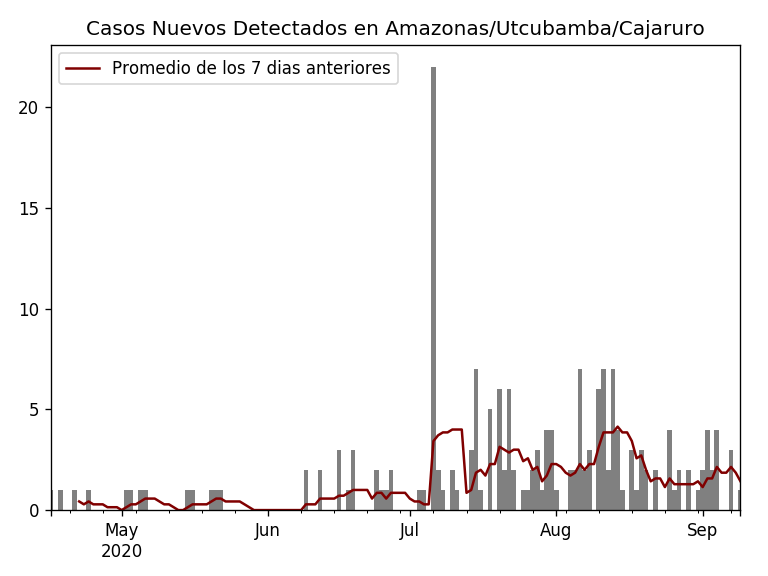 Casos Nuevos Detectados en Amazonas/Utcubamba/Cajaruro
Promedio de los 7 dias anteriores
20
15
10
5
0
May
2020
Jun
Jul
Aug
Sep